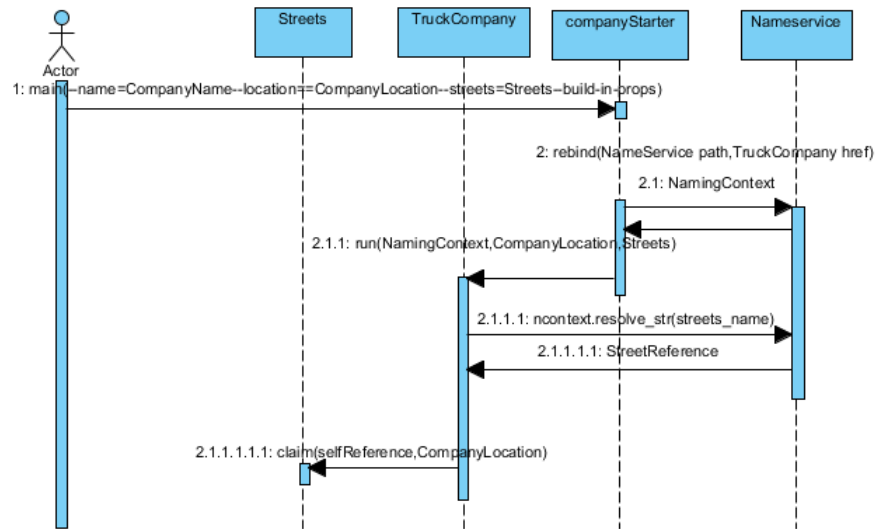 Streets
TruckCompany
companyStarter
Nameservice
Actor
1: main(--name=CompanyName--location==CompanyLocation--streets=Streets--build-in-props)
2: rebind(NameService path,TruckCompany href)
2.1: NamingContext
2.1.1: run(NamingContext,CompanyLocation,Streets)
2.1.1.1: ncontext.resolve_str(streets_name)
2.1.1.1.1: StreetReference
2.1.1.1.1.1: claim(selfReference,CompanyLocation)